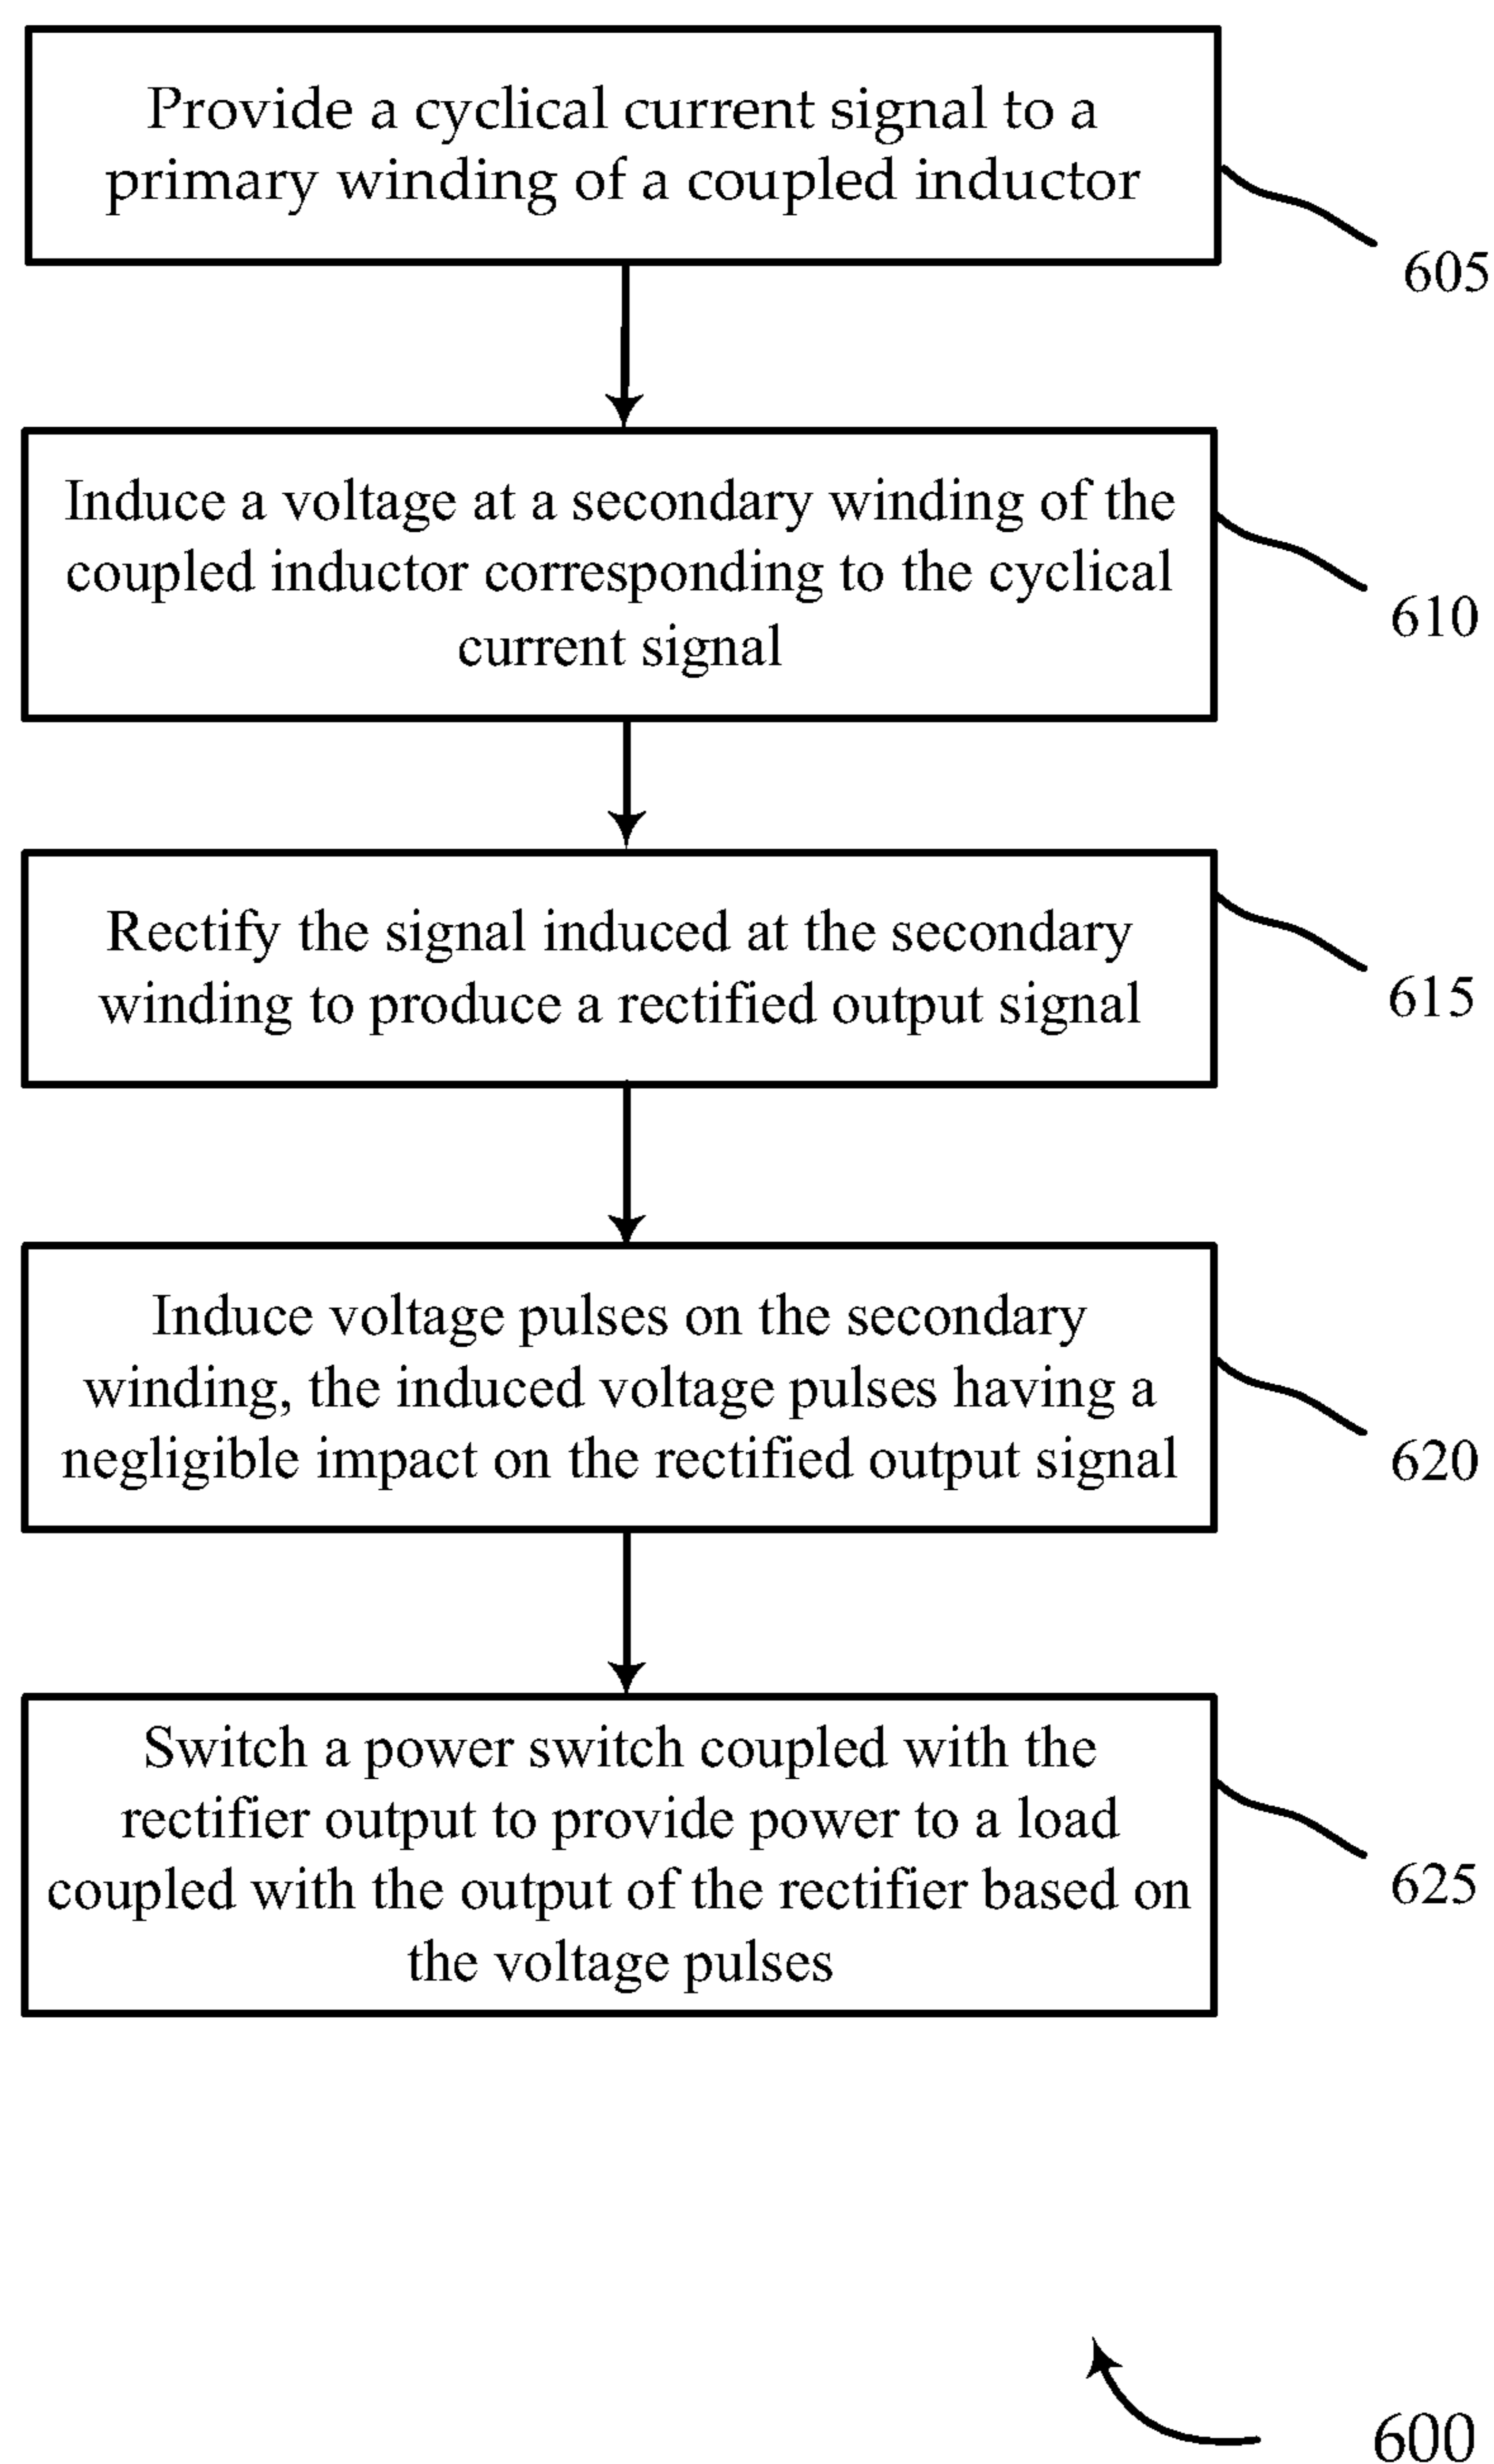 Provide a cyclical current signal to a
primary winding of a coupled inductor
605
Induce a voltage at a secondary winding of the
coupled inductor corresponding to the cyclical
current signal
610
Rectify the signal induced at the secondary
winding to produce a rectified output signal
615
Induce voltage pulses on the secondary
winding, the induced voltage pulses having a
negligible impact on the rectified output signal
620
Switch a power switch coupled with the
rectifier output to provide power to a load
coupled with the output of the rectifier based on
the voltage pulses
625
600